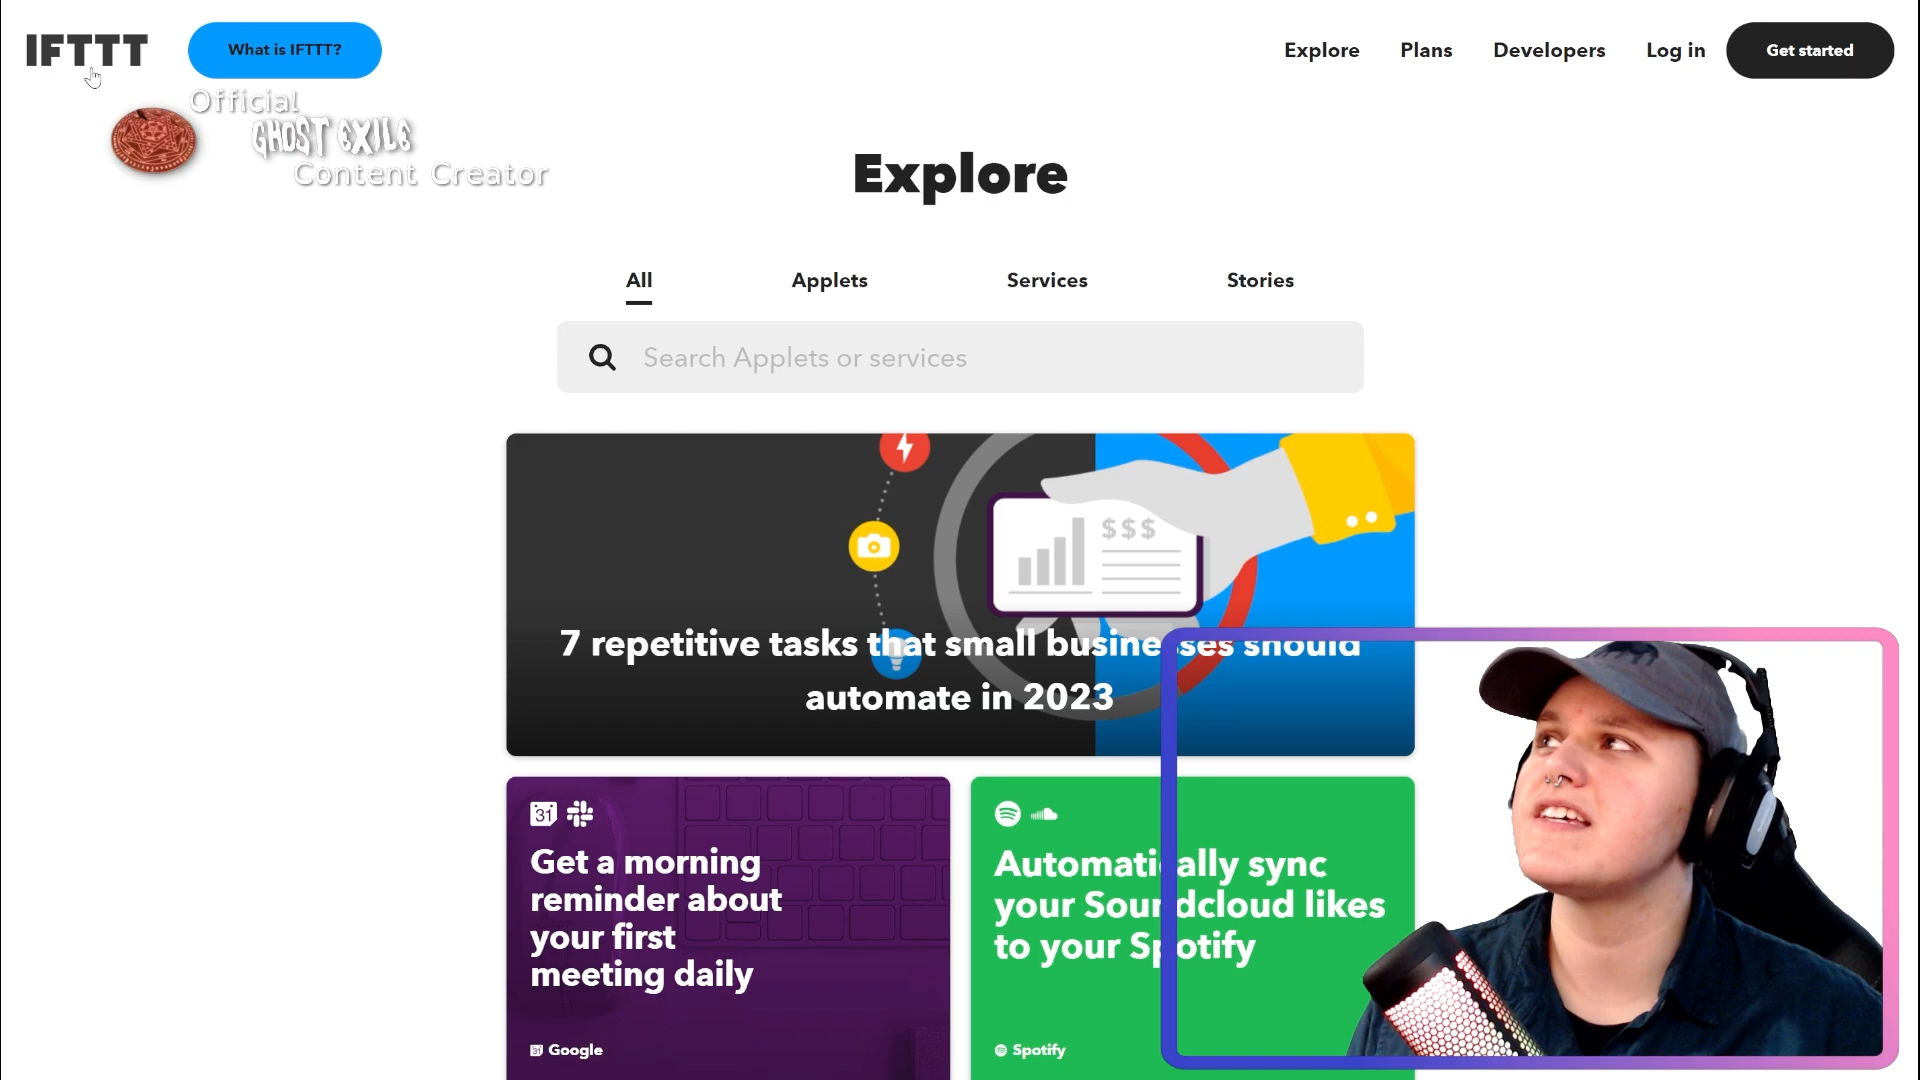 IFTTT
What is IFTTT?
Explore
Plans
Developers
Log in
Get started
Official
GHOST EXILE
Content Creator
Explore
All
Applets
Services
Stories
Search Applets or services
$$$
7 repetitive tasks that small businesses should
automate in 2023
31
Get a morning
reminder about
your first
meeting daily
31 Google
Automatically sync
your Soundcloud likes
to your Spotify
Spotify